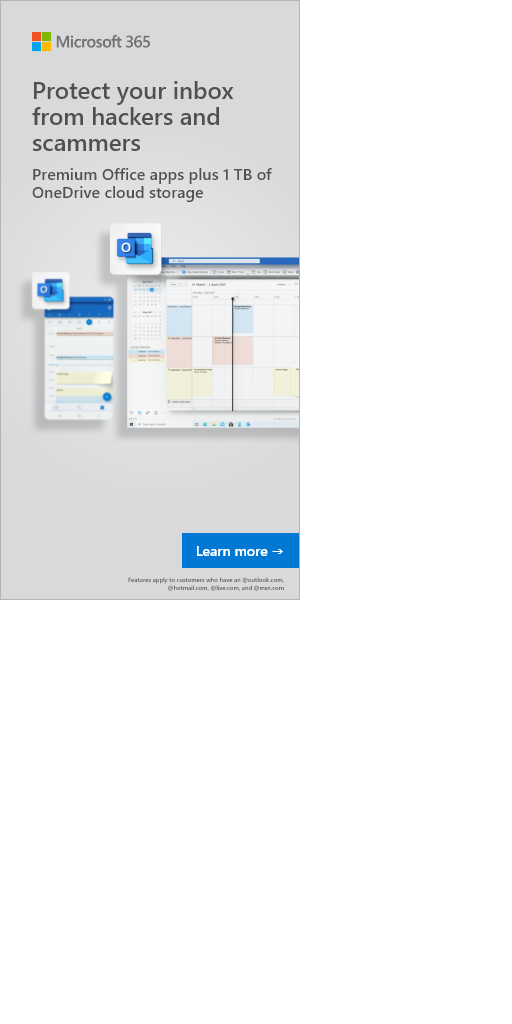 Microsoft 365
Protect your inbox
from hackers and
scammers
Premium Office apps plus 1 TB of
OneDrive cloud storage
Learn more →
Features apply to customers who have an @outlook.com,
@hotmail.com, @live.com, and @msn.com